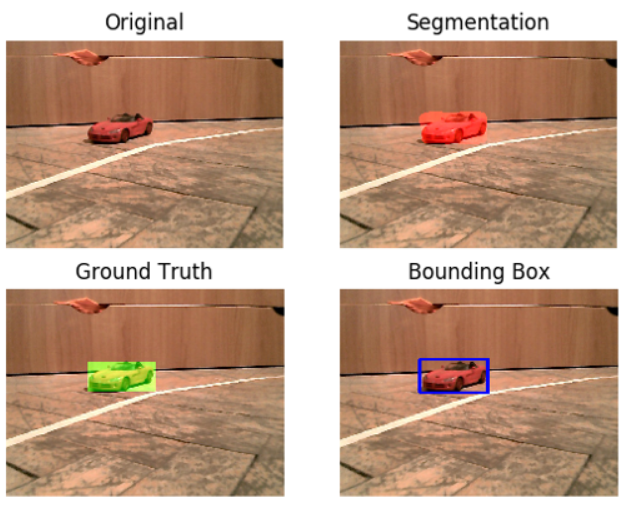 Original
Segmentation
Ground Truth
Bounding Box